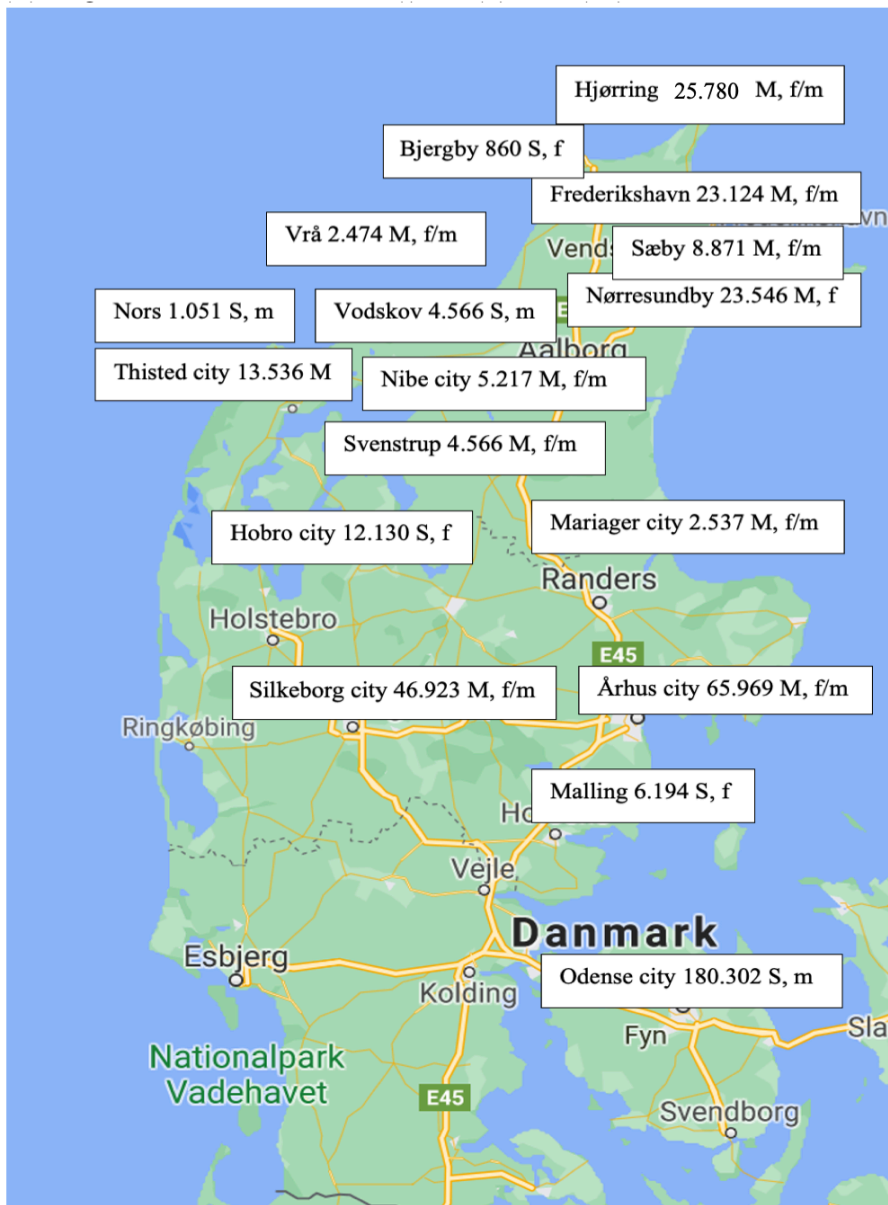 Hjørring 25.780 M, f/m
Bjergby 860 S, f
Frederikshavn 23.124 M, f/m
Vrå 2.474 M, f/m
Vends
Sæby 8.871 M, f/m
Nors 1.051 S, m
Vodskov 4.566 S, m
Nørresundby 23.546 M, f
Aalborg
Thisted city 13.536 M
Nibe city 5.217 M, f/m
Svenstrup 4.566 M, f/m
Hobro city 12.130 S, f
Mariager city 2.537 M, f/m
Randers
Holstebro
E45
Silkeborg city 46.923 M, f/m
Århus city 65.969 M, f/m
Ringkøbing
Malling 6.194 S, f
Ho
Vejle
Danmark
Esbjerg
Odense city 180.302 S, m
Kolding
Fyn
Sla
Nationalpark
Vadehavet
E45
Svendborg